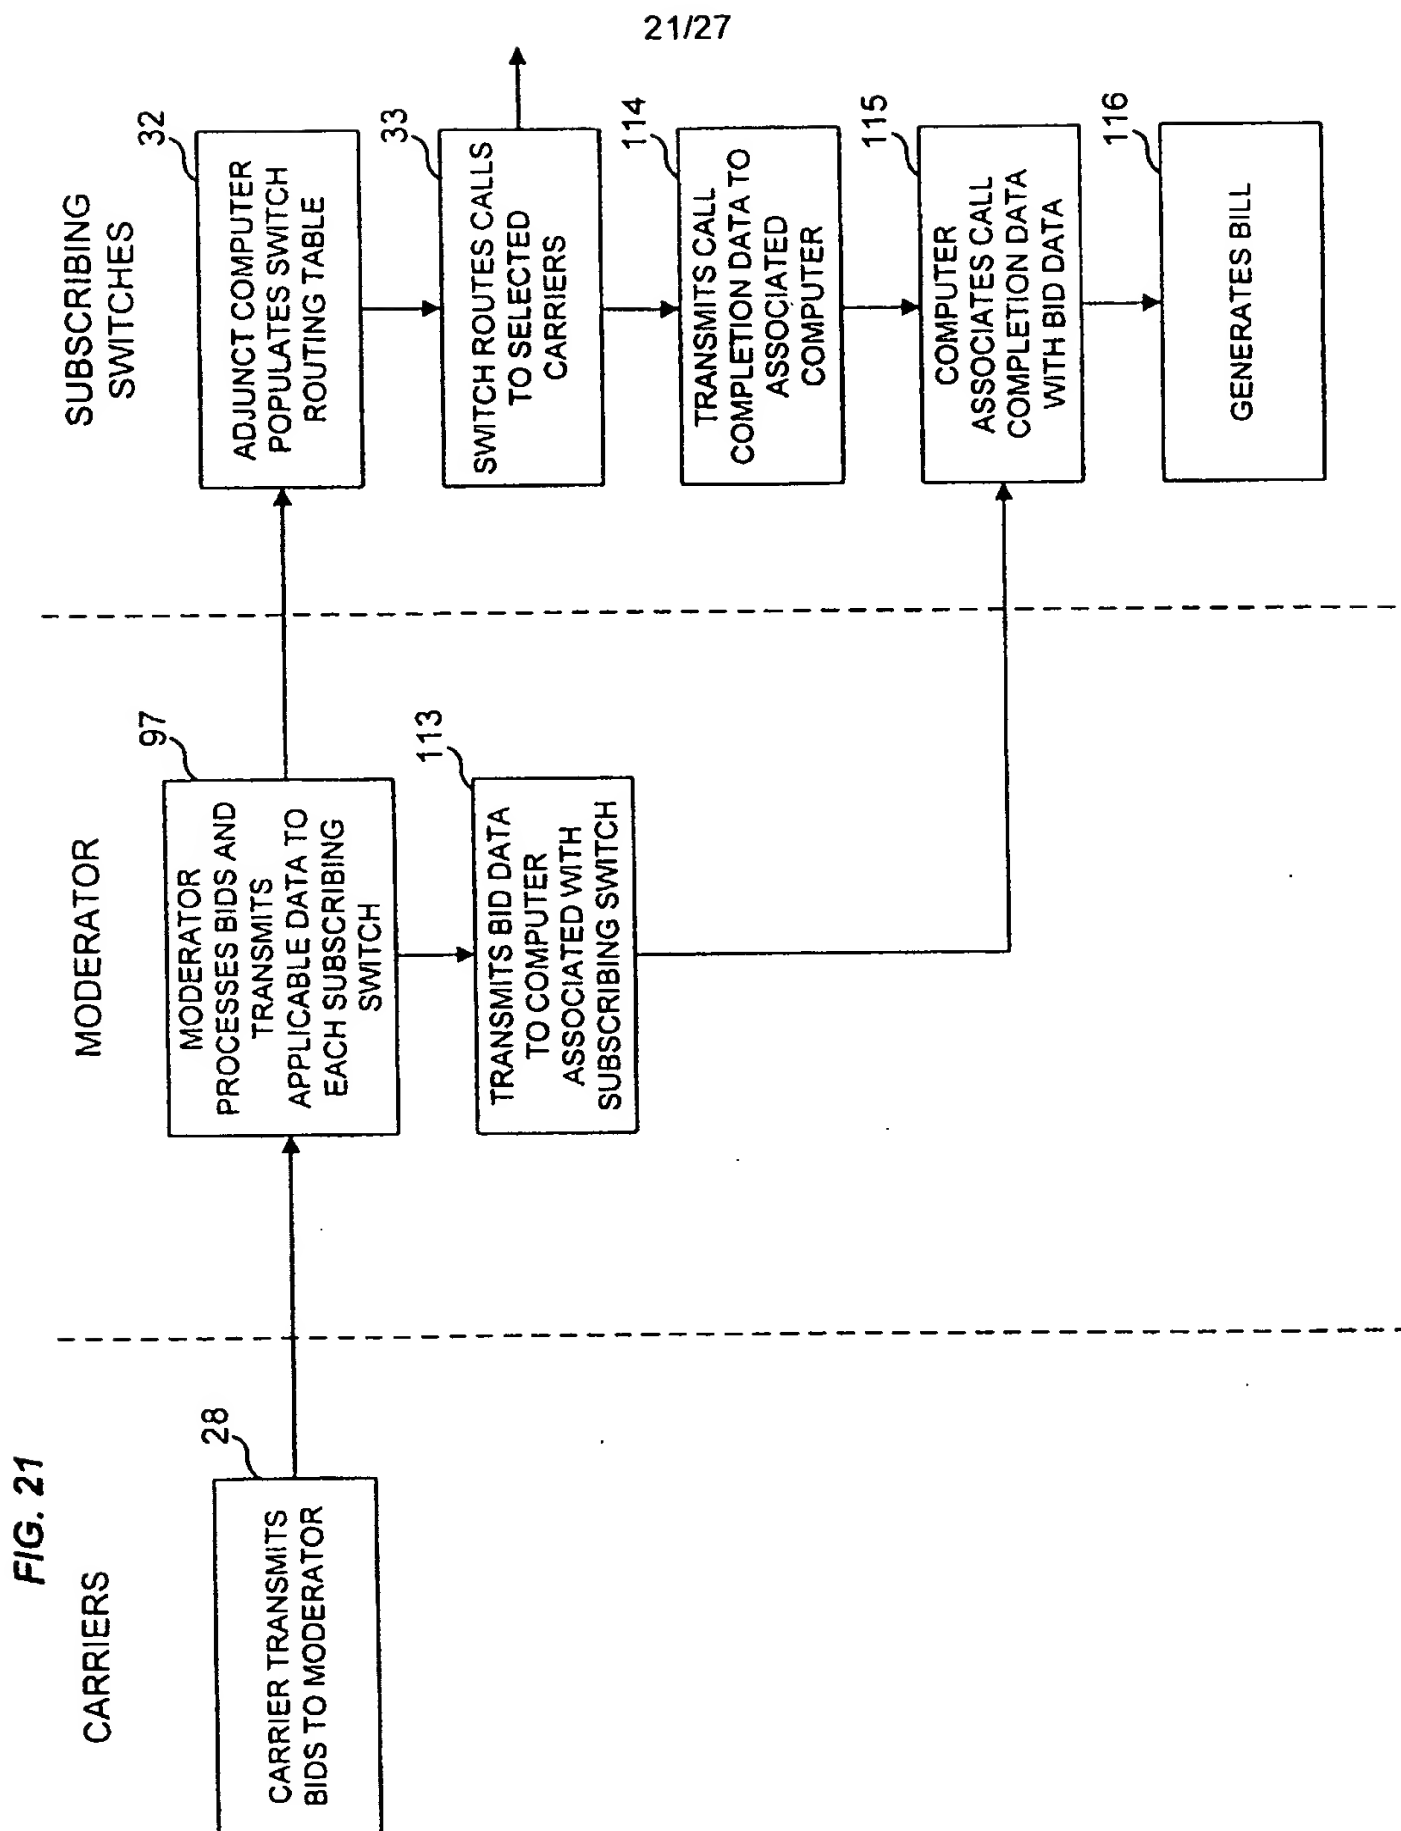 21/27
FIG. 21
CARRIERS
MODERATOR
SUBSCRIBING
SWITCHES
28
CARRIER TRANSMITS
BIDS TO MODERATOR
97
MODERATOR
PROCESSES BIDS AND
TRANSMITS
APPLICABLE DATA TO
EACH SUBSCRIBING
SWITCH
113
TRANSMITS BID DATA
TO COMPUTER
ASSOCIATED WITH
SUBSCRIBING SWITCH
32
ADJUNCT COMPUTER
POPULATES SWITCH
ROUTING TABLE
33
SWITCH ROUTES CALLS
TO SELECTED
CARRIERS
114
TRANSMITS CALL
COMPLETION DATA TO
ASSOCIATED
COMPUTER
115
COMPUTER
ASSOCIATES CALL
COMPLETION DATA
WITH BID DATA
116
GENERATES BILL